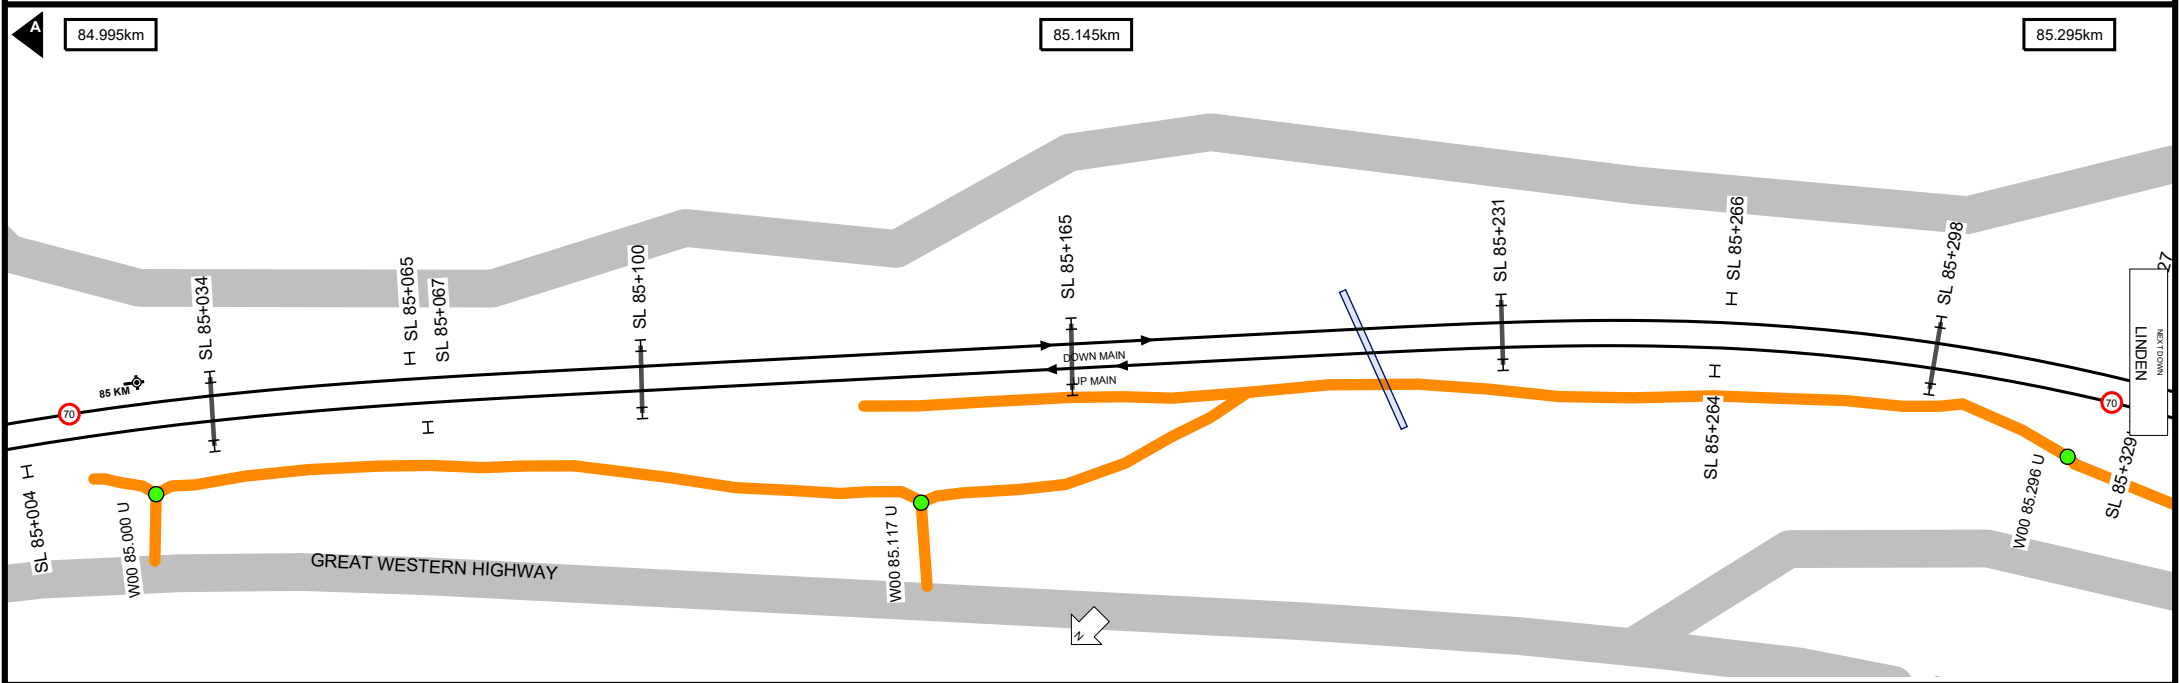 A
84.995km
85.145km
85.295km
SL 85+034
SL 85+065
SL 85+067
SL 85+100
SL 85+165
SL 85+231
SL 85+266
SL 85+298
27
85 KM
70
DOWN MAIN
UP MAIN
70
NEXT DOWN
LINDEN
SL 85+004
W00 85.000 U
W00 85.117 U
SL 85+264
W00 85.296 U
SL 85+329
GREAT WESTERN HIGHWAY
N